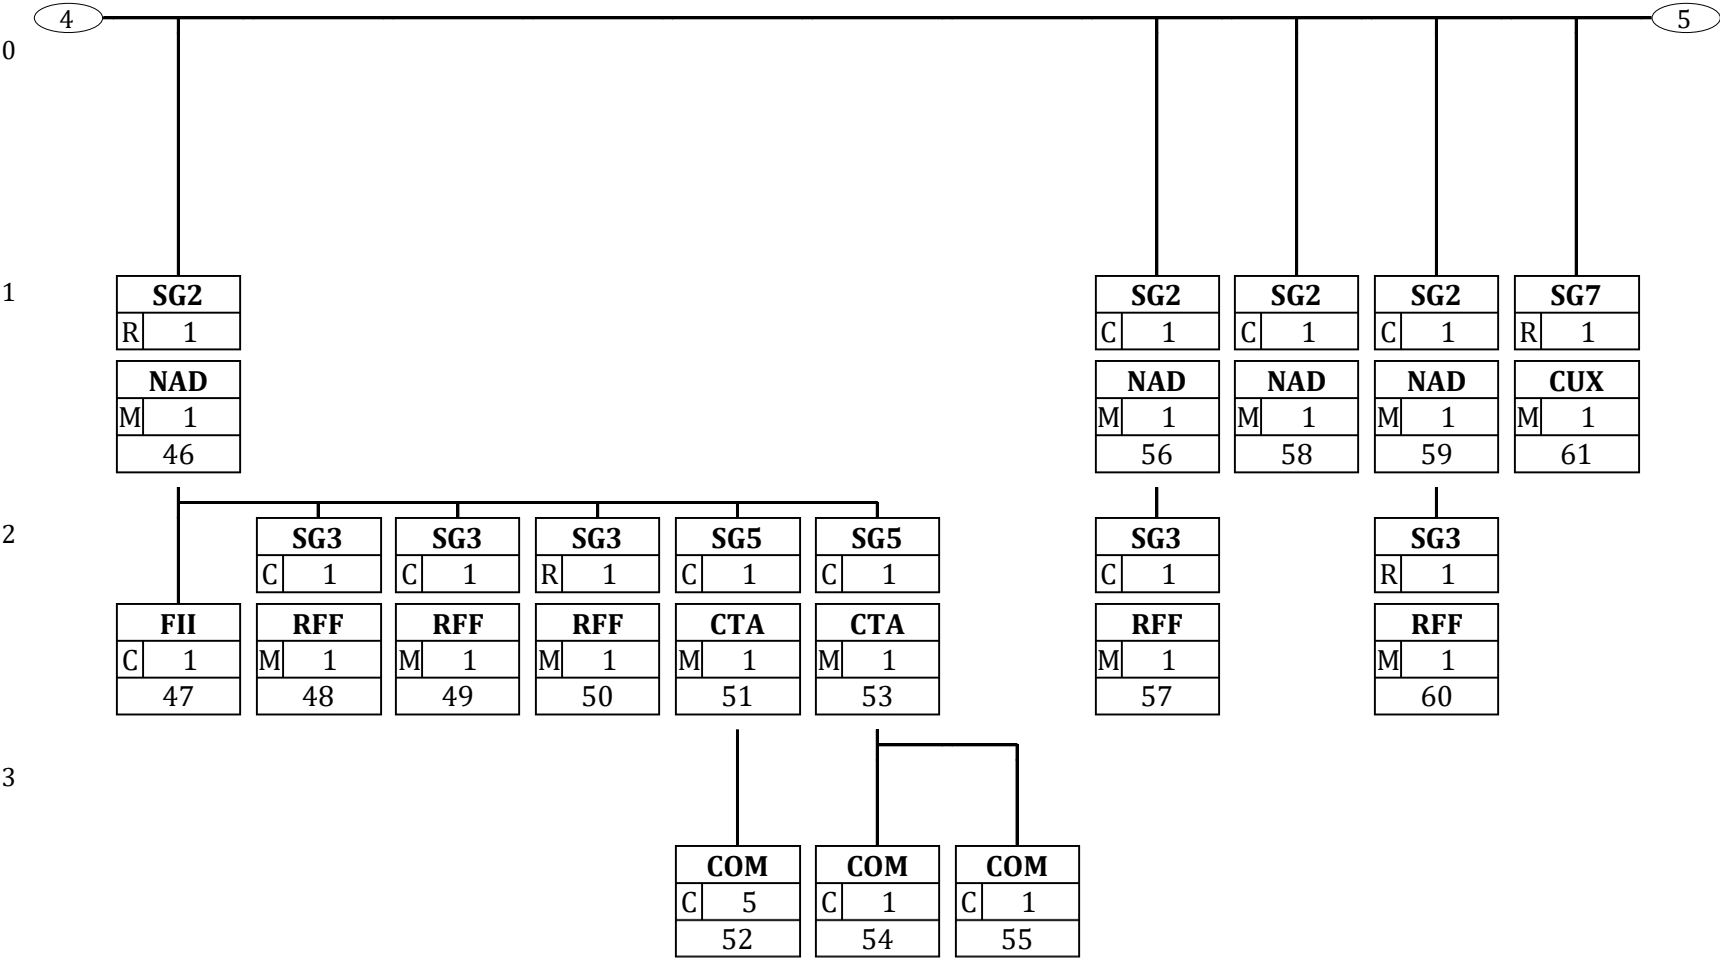 4 5
0
1 SG2 SG2 SG2 SG2 SG7
R 1 C 1 C 1 C 1 R 1
NAD NAD NAD NAD CUX
M 1 M 1 M 1 M 1 M 1
46 56 58 59 61
2 SG3 SG3 SG3 SG5 SG5 SG3 SG3
C 1 C 1 R 1 C 1 C 1 C 1 R 1
FII RFF RFF RFF CTA CTA RFF RFF
C 1 M 1 M 1 M 1 M 1 M 1 M 1 M 1
47 48 49 50 51 53 57 60
3
COM COM COM
C 5 C 1 C 1
52 54 55